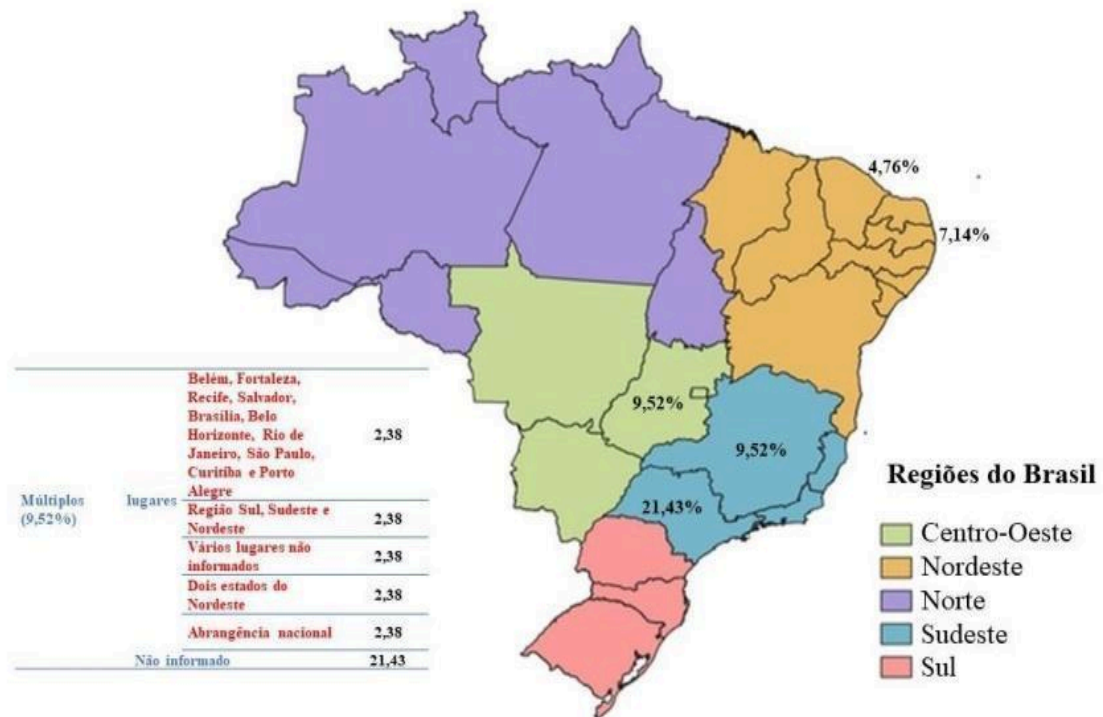 4,76%
7,14%
9,52%
9,52%
21,43%
Múltiplos lugares
(9,52%)
Belém, Fortaleza,
Recife, Salvador,
Brasília, Belo
Horizonte, Rio de
Janeiro, São Paulo,
Curitiba e Porto
Alegre
2,38
Região Sul, Sudeste e
Nordeste
2,38
Vários lugares não
informados
2,38
Dois estados do
Nordeste
2,38
Abrangência nacional
2,38
Não informado
21,43
Regiões do Brasil
Centro-Oeste
Nordeste
Norte
Sudeste
Sul